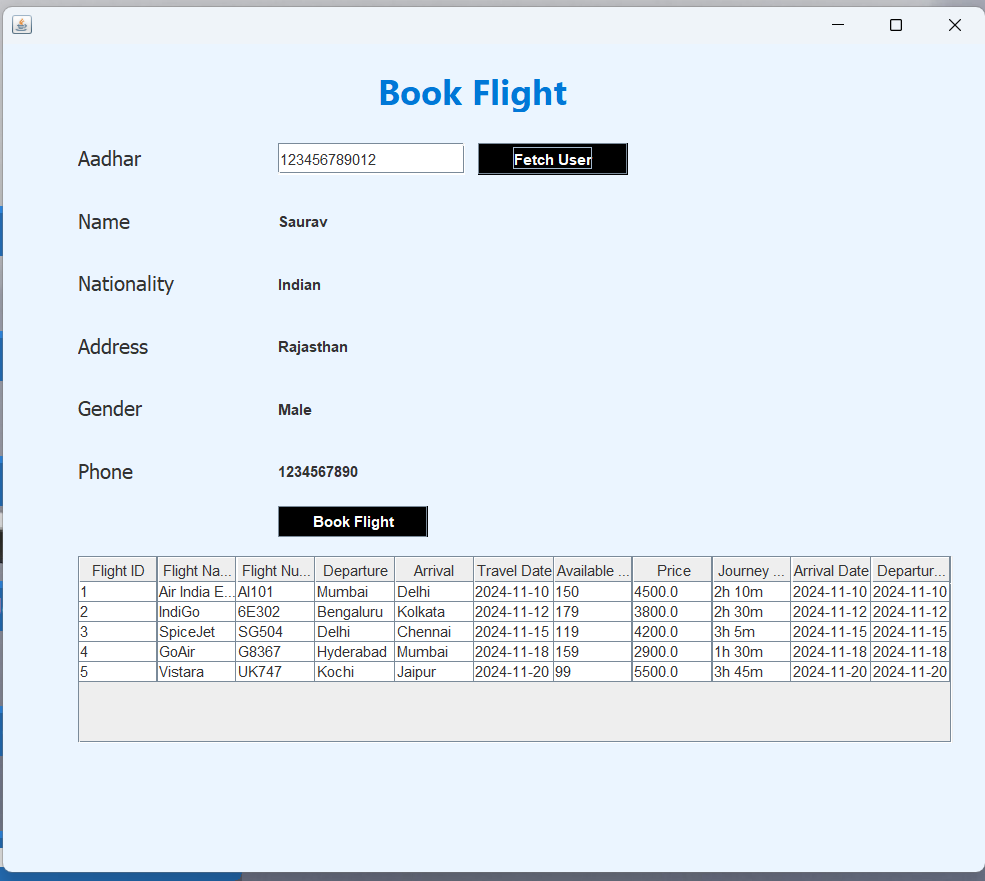 Book Flight
Aadhar 123456789012 Fetch User
Name Saurav
Nationality Indian
Address Rajasthan
Gender Male
Phone 1234567890
Book Flight
Flight ID Flight Na... Flight Nu... Departure Arrival Travel Date Available ... Price Journey ... Arrival Date Departur...
1 Air India E... AI101 Mumbai Delhi 2024-11-10 150 4500.0 2h 10m 2024-11-10 2024-11-10
2 IndiGo 6E302 Bengaluru Kolkata 2024-11-12 179 3800.0 2h 30m 2024-11-12 2024-11-12
3 SpiceJet SG504 Delhi Chennai 2024-11-15 119 4200.0 3h 5m 2024-11-15 2024-11-15
4 GoAir G8367 Hyderabad Mumbai 2024-11-18 159 2900.0 1h 30m 2024-11-18 2024-11-18
5 Vistara UK747 Kochi Jaipur 2024-11-20 99 5500.0 3h 45m 2024-11-20 2024-11-20